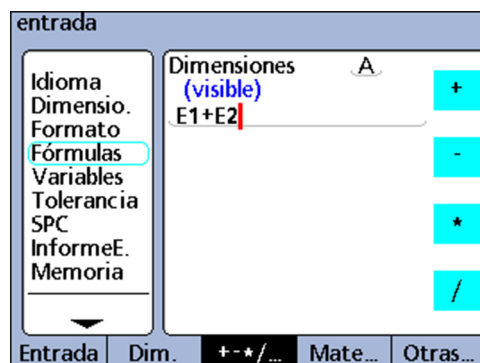 entrada
Idioma
Dimensio.
Formato
Fórmulas
Variables
Tolerancia
SPC
InformeE.
Memoria
Dimensiones A
(visible)
E1+E2
+
-
*
/
Entrada Dim. +-*/... Mate... Otras...